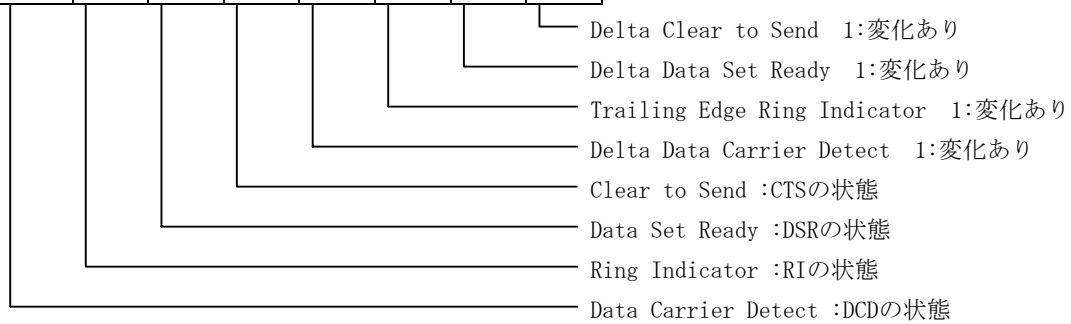 Delta Clear to Send 1:変化あり
Delta Data Set Ready 1:変化あり
Trailing Edge Ring Indicator 1:変化あり
Delta Data Carrier Detect 1:変化あり
Clear to Send :CTSの状態
Data Set Ready :DSRの状態
Ring Indicator :RIの状態
Data Carrier Detect :DCDの状態